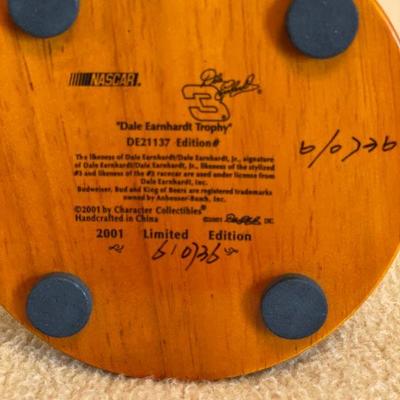 NASCAR.
3
"Dale Earnhardt Trophy"
DE21137 Edition#
The likeness of Dale Earnhardt/Dale Earnhardt, Jr., signature
of Dale Earnhardt/Dale Earnhardt, Jr., likeness of the stylized
#3 and likeness of the #3 racecar are used under license from
Dale Earnhardt, Inc.
Budweiser, Bud and King of Beers are registered trademarks
owned by Anheuser-Busch, Inc.
©2001 by Character Collectibles®
Handcrafted in China
©2001 INC.
2001 Limited Edition